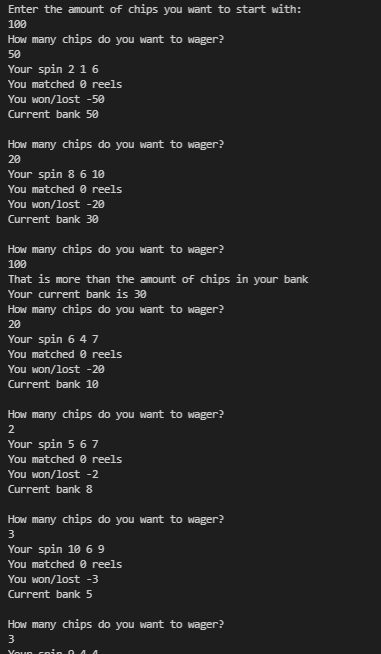 Enter the amount of chips you want to start with:
100
How many chips do you want to wager?
50
Your spin 2 1 6
You matched 0 reels
You won/lost -50
Current bank 50
How many chips do you want to wager?
20
Your spin 8 6 10
You matched 0 reels
You won/lost -20
Current bank 30
How many chips do you want to wager?
100
That is more than the amount of chips in your bank
Your current bank is 30
How many chips do you want to wager?
20
Your spin 6 4 7
You matched 0 reels
You won/lost -20
Current bank 10
How many chips do you want to wager?
2
Your spin 5 6 7
You matched 0 reels
You won/lost -2
Current bank 8
How many chips do you want to wager?
3
Your spin 10 6 9
You matched 0 reels
You won/lost -3
Current bank 5
How many chips do you want to wager?
3
Your spin 9 4 4